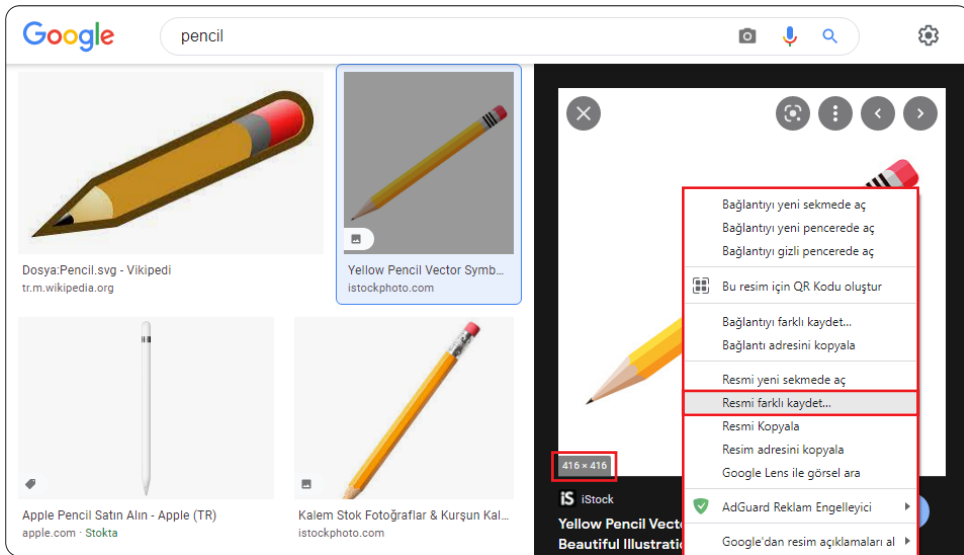 Google
pencil
Dosya:Pencil.svg - Vikipedi
tr.m.wikipedia.org
Yellow Pencil Vector Symb...
istockphoto.com
Apple Pencil Satın Alın - Apple (TR)
apple.com · Stokta
Kalem Stok Fotoğraflar & Kurşun Kal...
istockphoto.com
Bağlantıyı yeni sekmede aç
Bağlantıyı yeni pencerede aç
Bağlantıyı gizli pencerede aç
Bu resim için QR Kodu oluştur
Bağlantıyı farklı kaydet...
Bağlantı adresini kopyala
Resmi yeni sekmede aç
Resmi farklı kaydet...
Resmi Kopyala
Resim adresini kopyala
Google Lens ile görsel ara
AdGuard Reklam Engelleyici
Google'dan resim açıklamaları al
416 × 416
iS iStock
Yellow Pencil Vect
Beautiful Illustratio